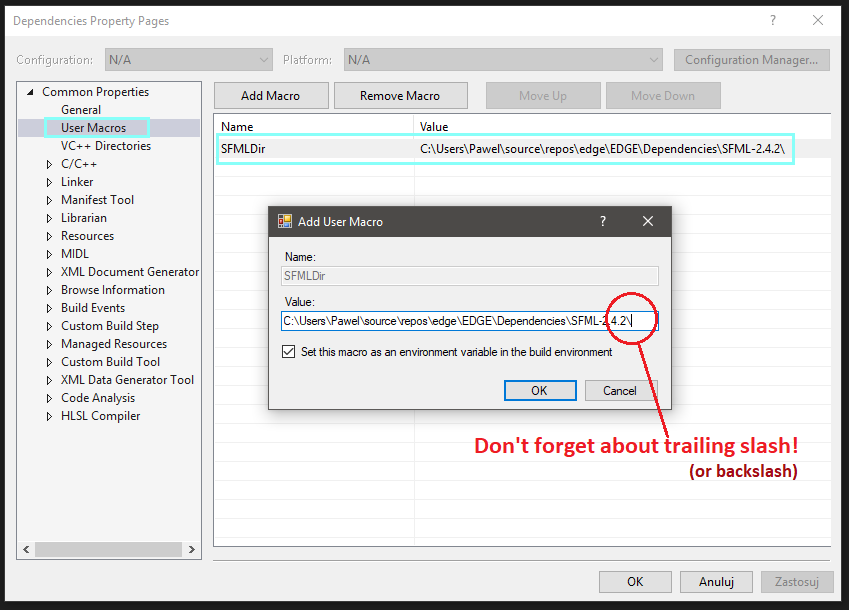 Dependencies Property Pages
Configuration: N/A Platform: N/A Configuration Manager...
Common Properties
General
User Macros
VC++ Directories
C/C++
Linker
Manifest Tool
Librarian
Resources
MIDL
XML Document Generator
Browse Information
Build Events
Custom Build Step
Managed Resources
Custom Build Tool
XML Data Generator Tool
Code Analysis
HLSL Compiler
Add Macro Remove Macro Move Up Move Down
Name Value
SFMLDir C:\Users\Pawel\source\repos\edge\EDGE\Dependencies\SFML-2.4.2\
Add User Macro
Name:
SFMLDir
Value:
C:\Users\Pawel\source\repos\edge\EDGE\Dependencies\SFML-2.4.2\
Set this macro as an environment variable in the build environment
OK Cancel
Don't forget about trailing slash!
(or backslash)
OK Anuluj Zastosuj